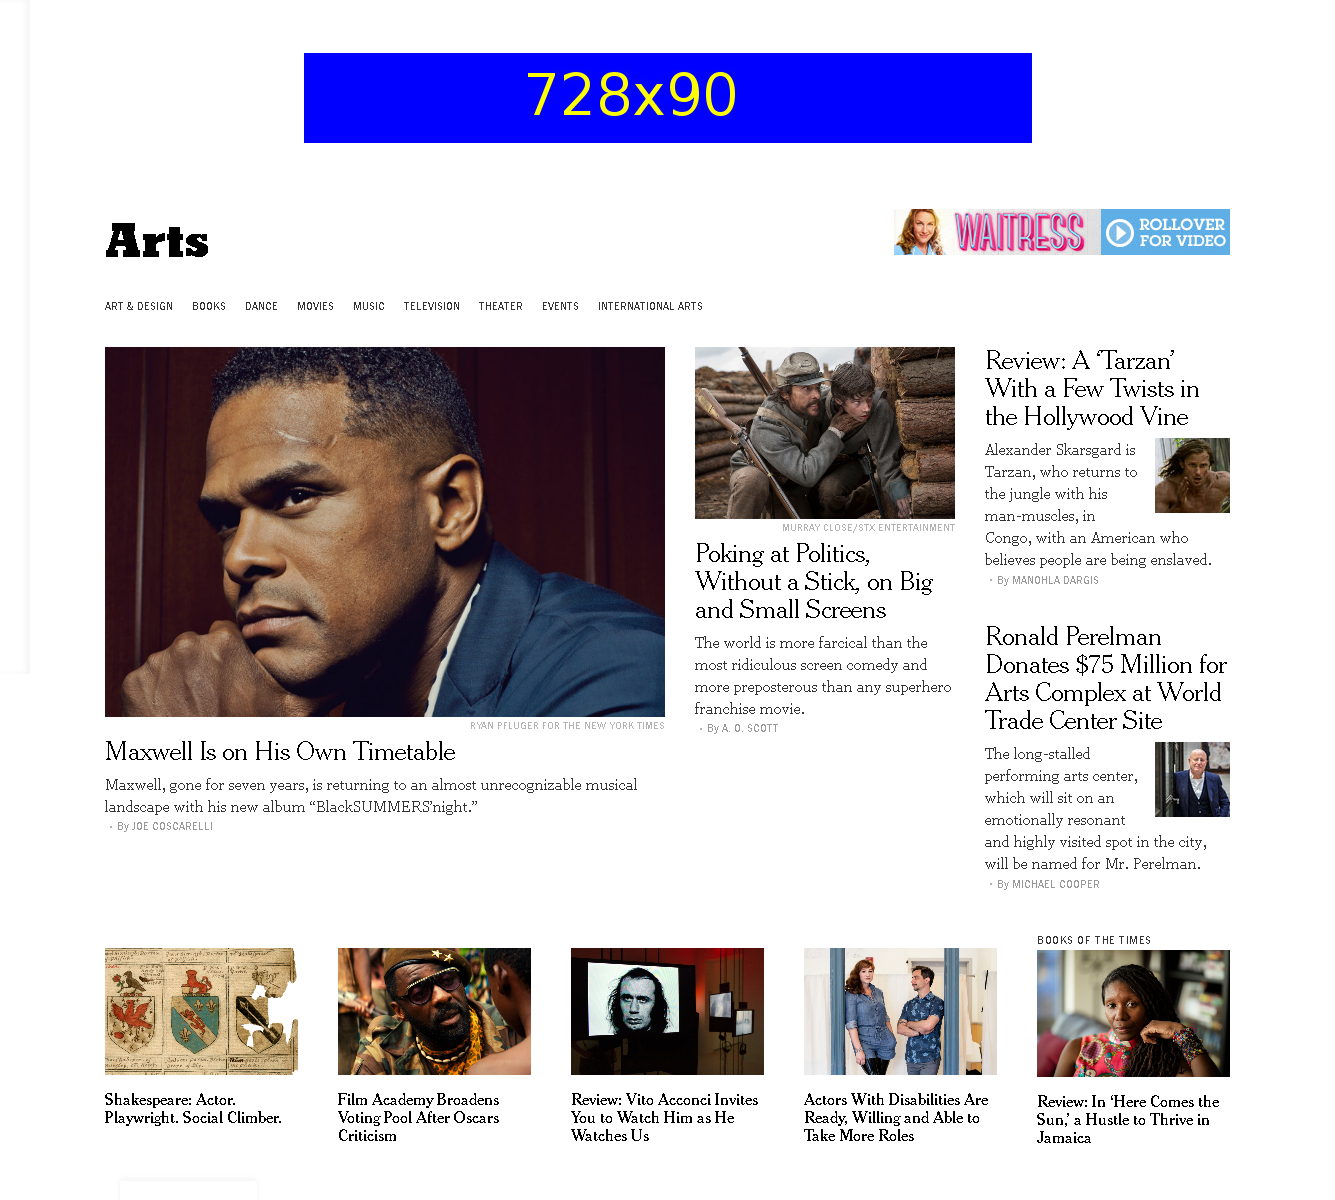 728x90
Arts
WAITRESS
ROLLOVER
FOR VIDEO
ART & DESIGN BOOKS DANCE MOVIES MUSIC TELEVISION THEATER EVENTS INTERNATIONAL ARTS
RYAN PFLUGER FOR THE NEW YORK TIMES
Maxwell Is on His Own Timetable
Maxwell, gone for seven years, is returning to an almost unrecognizable musical
landscape with his new album “BlackSUMMERS’night.”
• By JOE COSCARELLI
MURRAY CLOSE/STX ENTERTAINMENT
Poking at Politics,
Without a Stick, on Big
and Small Screens
The world is more farcical than the
most ridiculous screen comedy and
more preposterous than any superhero
franchise movie.
• By A. O. SCOTT
Review: A ‘Tarzan’
With a Few Twists in
the Hollywood Vine
Alexander Skarsgard is
Tarzan, who returns to
the jungle with his
man-muscles, in
Congo, with an American who
believes people are being enslaved.
• By MANOHLA DARGIS
Ronald Perelman
Donates $75 Million for
Arts Complex at World
Trade Center Site
The long-stalled
performing arts center,
which will sit on an
emotionally resonant
and highly visited spot in the city,
will be named for Mr. Perelman.
• By MICHAEL COOPER
Shakespeare: Actor.
Playwright. Social Climber.
Film Academy Broadens
Voting Pool After Oscars
Criticism
Review: Vito Acconci Invites
You to Watch Him as He
Watches Us
Actors With Disabilities Are
Ready, Willing and Able to
Take More Roles
BOOKS OF THE TIMES
Review: In ‘Here Comes the
Sun,’ a Hustle to Thrive in
Jamaica